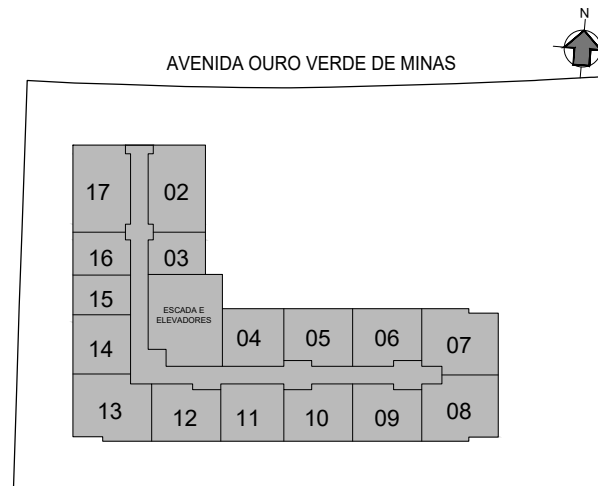 N
AVENIDA OURO VERDE DE MINAS
17 02
16 03
15
ESCADA E
ELEVADORES
14 04 05 06 07
13 12 11 10 09 08